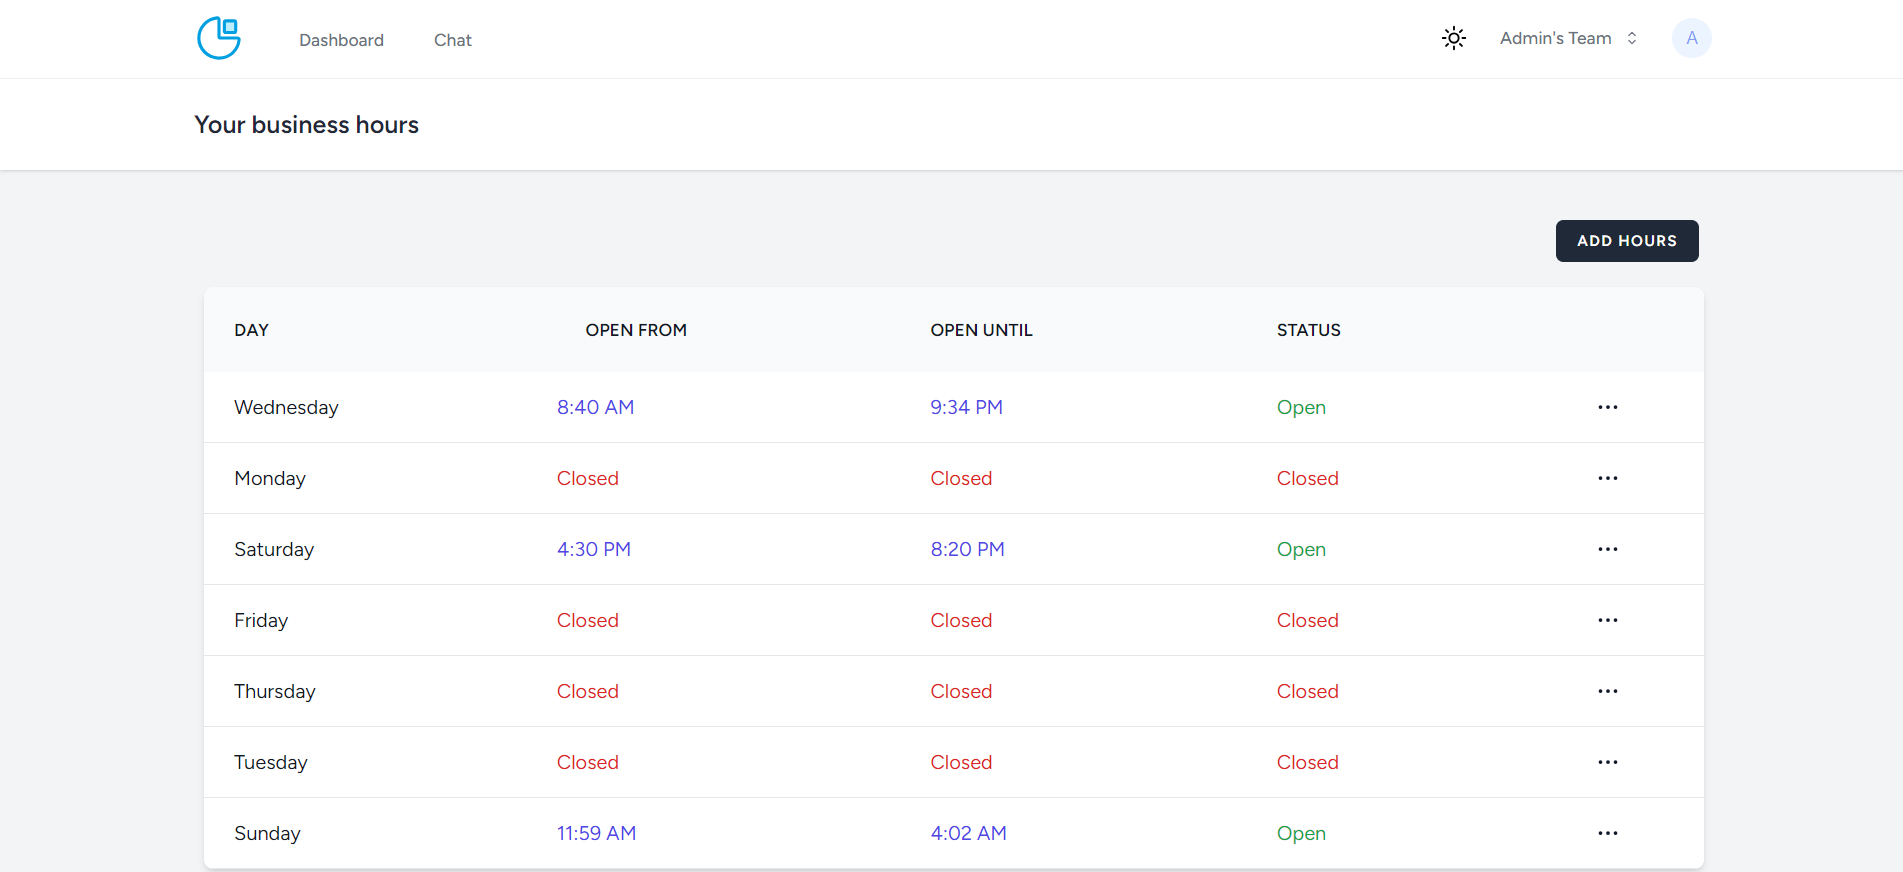 Dashboard Chat Admin's Team A
Your business hours
ADD HOURS
DAY OPEN FROM OPEN UNTIL STATUS
Wednesday 8:40 AM 9:34 PM Open
Monday Closed Closed Closed
Saturday 4:30 PM 8:20 PM Open
Friday Closed Closed Closed
Thursday Closed Closed Closed
Tuesday Closed Closed Closed
Sunday 11:59 AM 4:02 AM Open